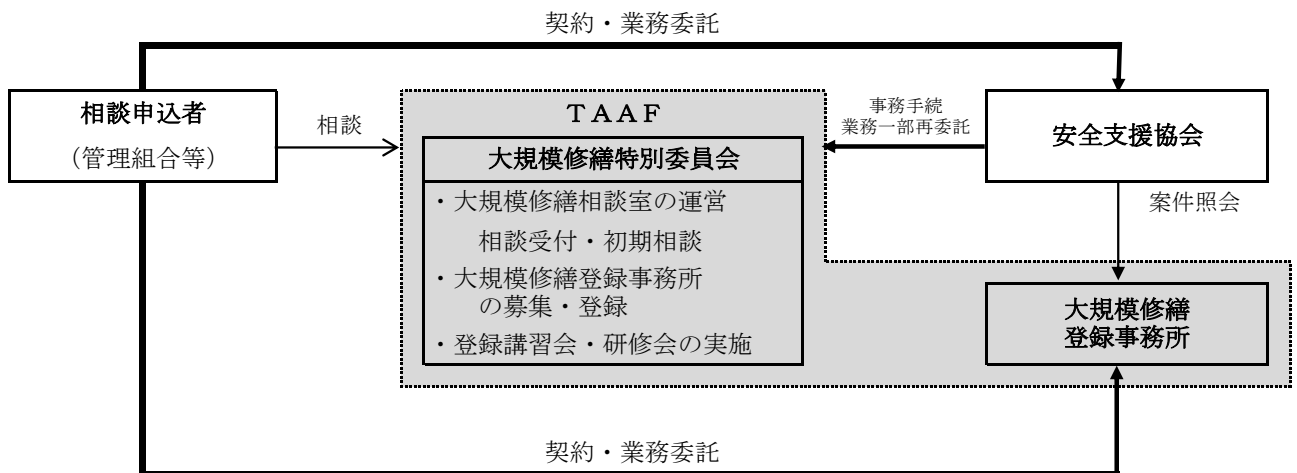 契約・業務委託
相談申込者
（管理組合等）
相談
ＴＡＡＦ
大規模修繕特別委員会
・大規模修繕相談室の運営
相談受付・初期相談
・大規模修繕登録事務所
の募集・登録
・登録講習会・研修会の実施
事務手続
業務一部再委託
安全支援協会
案件照会
大規模修繕
登録事務所
契約・業務委託